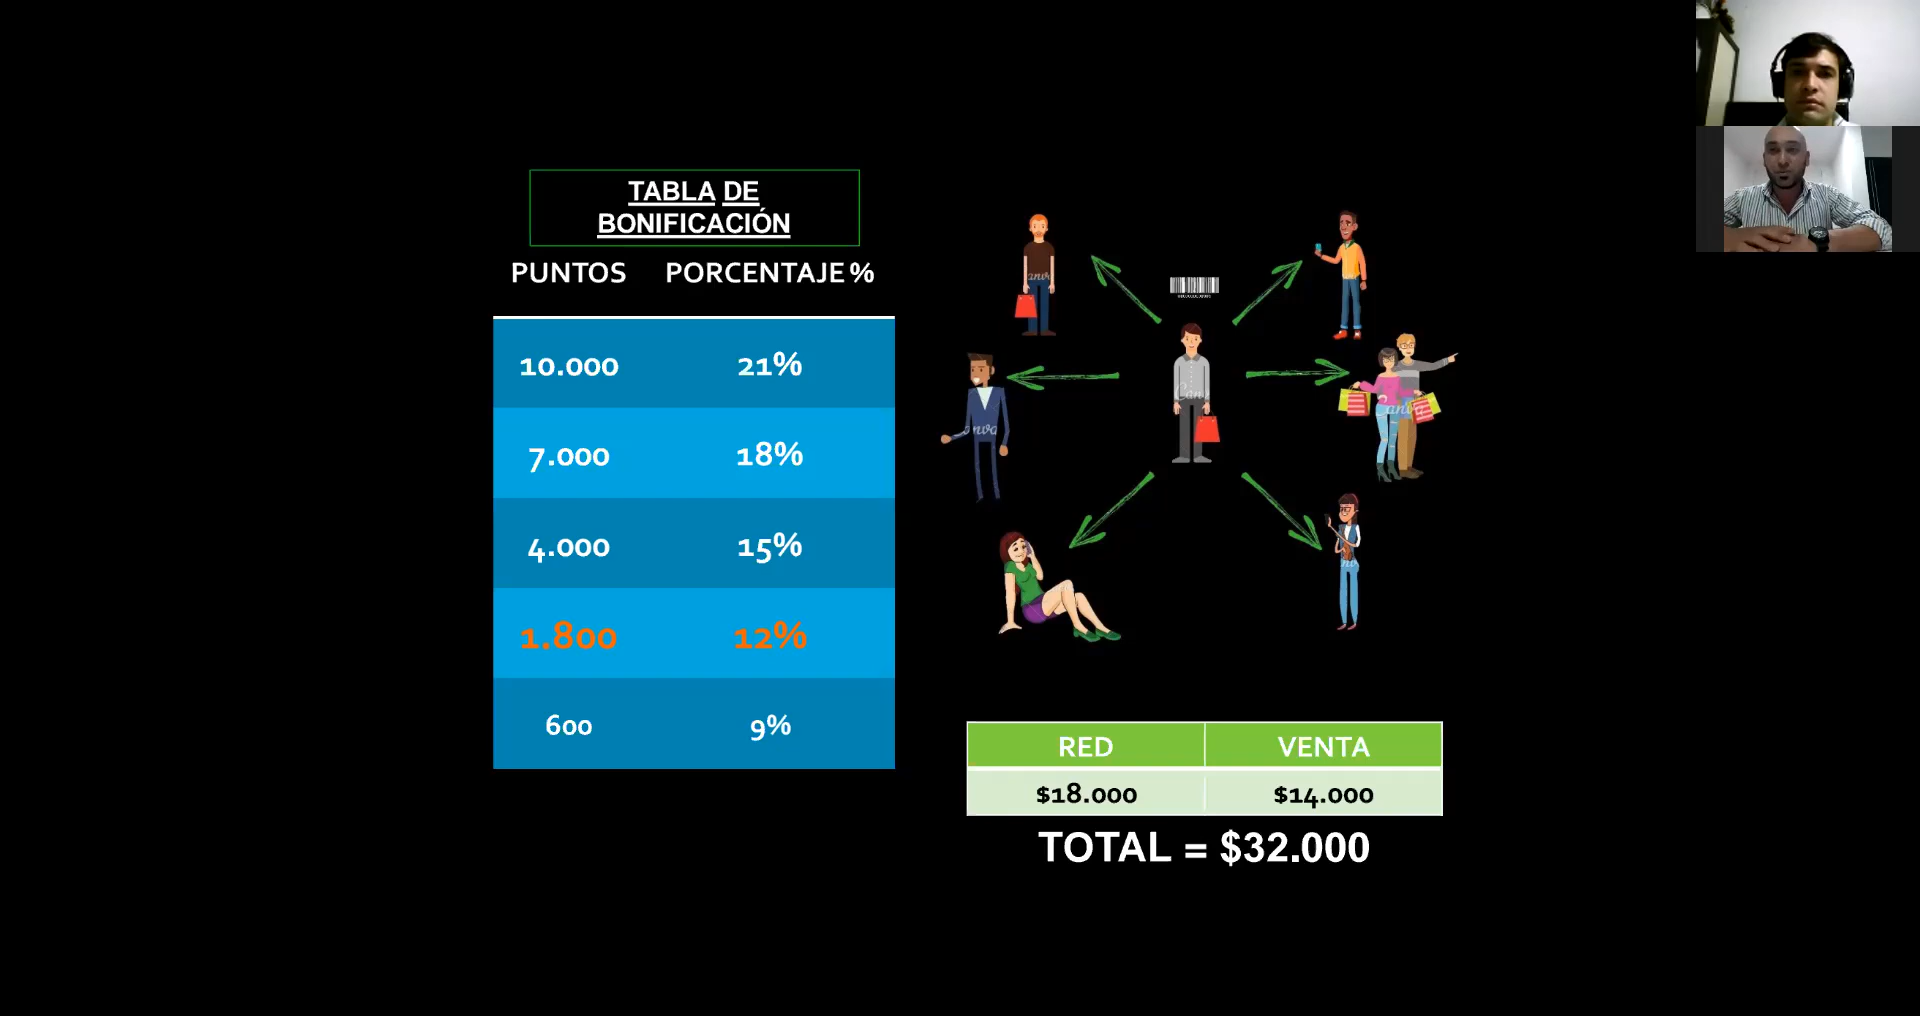 TABLA DE
BONIFICACIÓN
PUNTOS PORCENTAJE %
10.000 21%
7.000 18%
4.000 15%
1.800 12%
600 9%
RED VENTA
$18.000 $14.000
TOTAL = $32.000